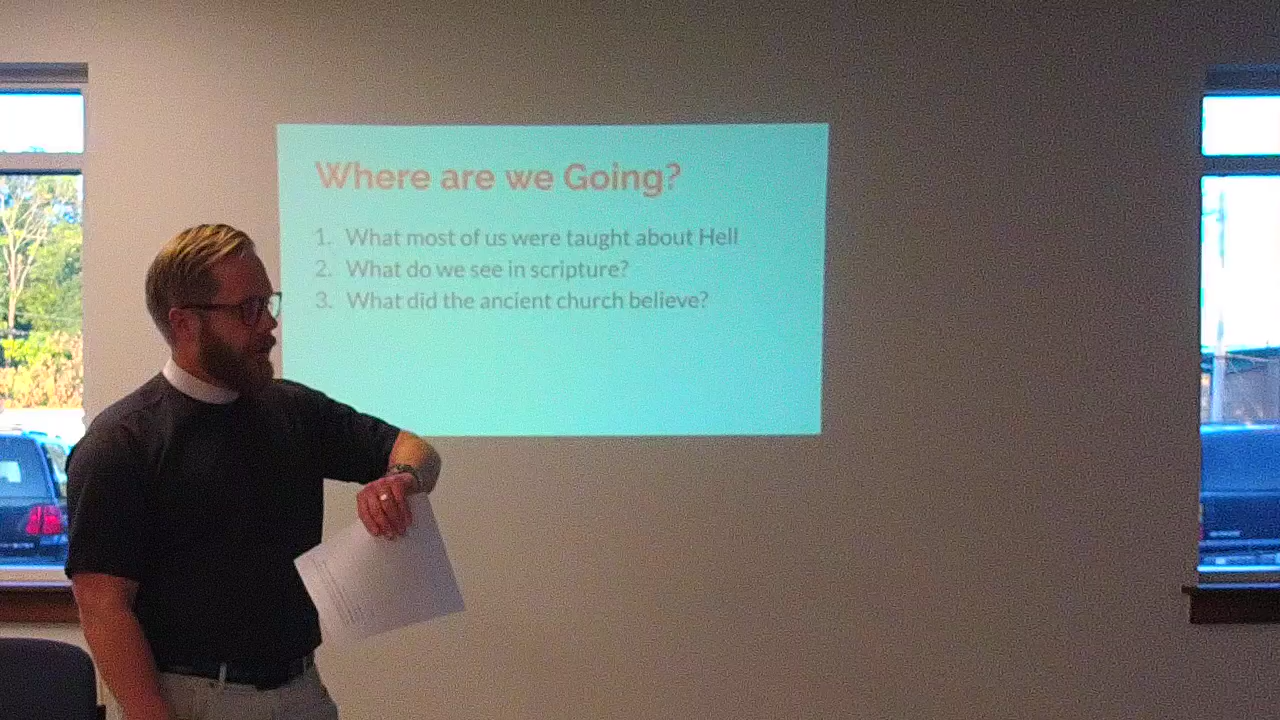 Where are we Going?
1. What most of us were taught about Hell
2. What do we see in scripture?
3. What did the ancient church believe?